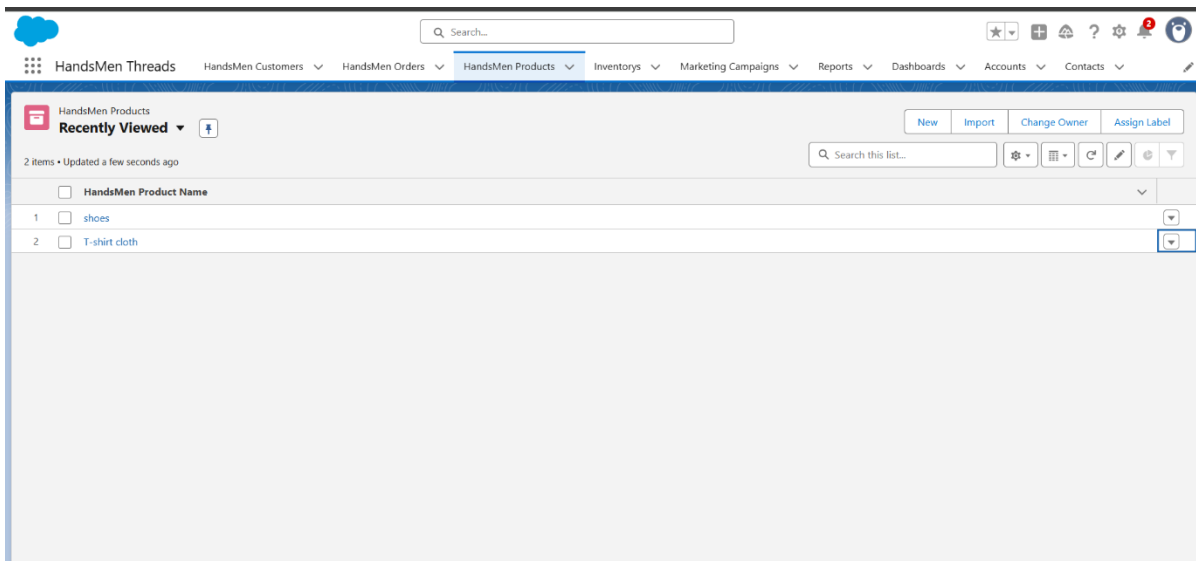 Search...
2
HandsMen Threads HandsMen Customers HandsMen Orders HandsMen Products Inventorys Marketing Campaigns Reports Dashboards Accounts Contacts
HandsMen Products
Recently Viewed
New Import Change Owner Assign Label
2 items • Updated a few seconds ago
Search this list...
HandsMen Product Name
1 shoes
2 T-shirt cloth